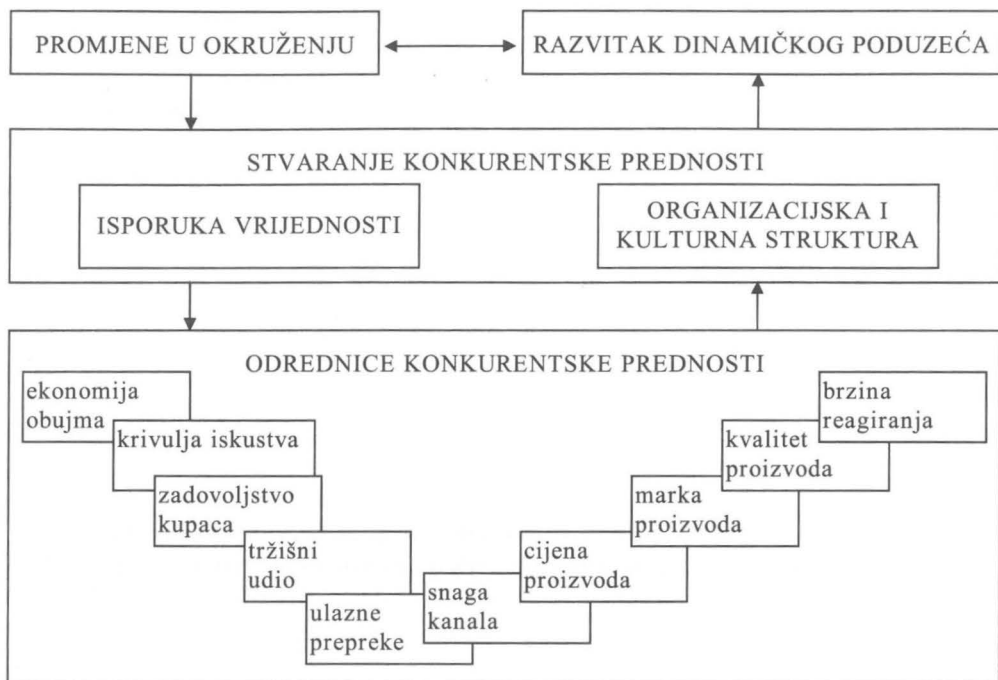 PROMJENE U OKRUŽENJU
RAZVITAK DINAMIČKOG PODUZEĆA
STVARANJE KONKURENTSKE PREDNOSTI
ISPORUKA VRIJEDNOSTI
ORGANIZACIJSKA I
KULTURNA STRUKTURA
ODREDNICE KONKURENTSKE PREDNOSTI
ekonomija
obujma
krivulja iskustva
zadovoljstvo
kupaca
tržišni
udio
ulazne
prepreke
snaga
kanala
cijena
proizvoda
marka
proizvoda
kvalitet
proizvoda
brzina
reagiranja